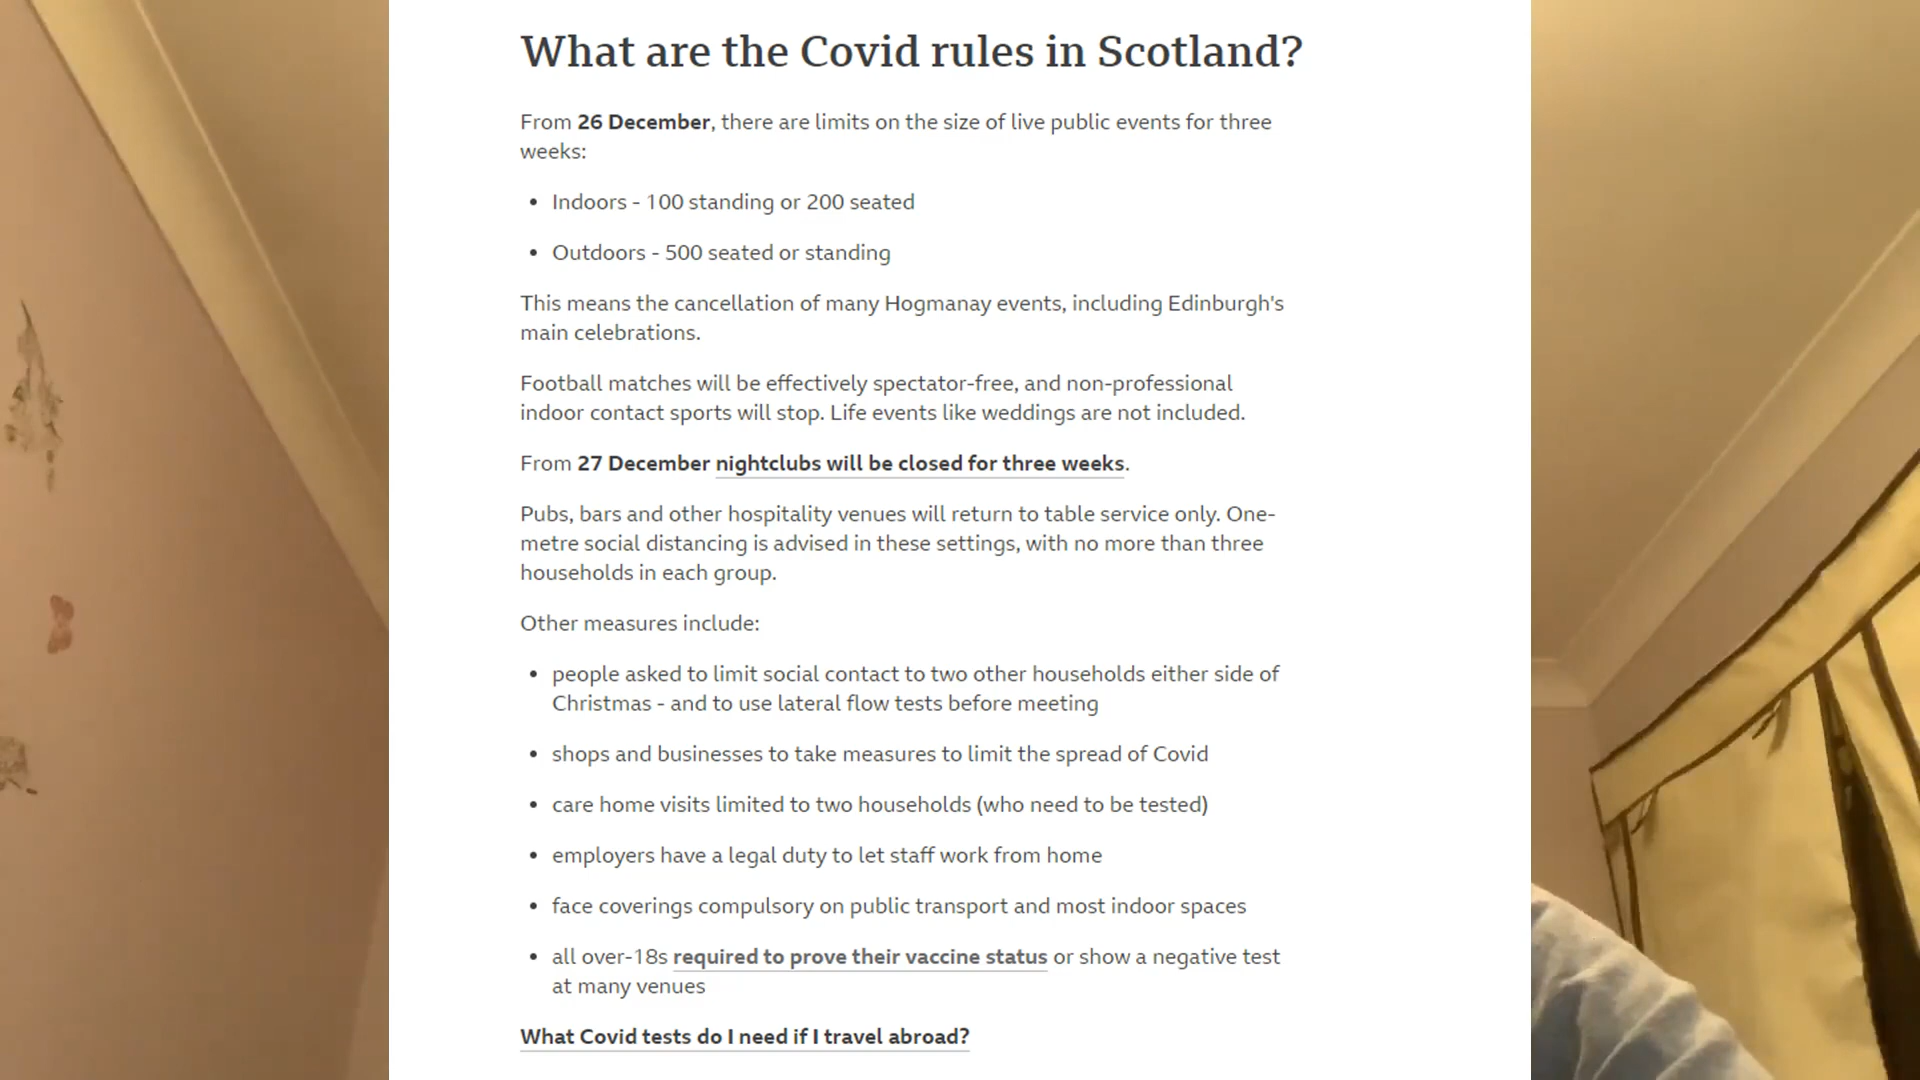 What are the Covid rules in Scotland?
From 26 December, there are limits on the size of live public events for three
weeks:
• Indoors - 100 standing or 200 seated
• Outdoors - 500 seated or standing
This means the cancellation of many Hogmanay events, including Edinburgh's
main celebrations.
Football matches will be effectively spectator-free, and non-professional
indoor contact sports will stop. Life events like weddings are not included.
From 27 December nightclubs will be closed for three weeks.
Pubs, bars and other hospitality venues will return to table service only. One-
metre social distancing is advised in these settings, with no more than three
households in each group.
Other measures include:
• people asked to limit social contact to two other households either side of
Christmas - and to use lateral flow tests before meeting
• shops and businesses to take measures to limit the spread of Covid
• care home visits limited to two households (who need to be tested)
• employers have a legal duty to let staff work from home
• face coverings compulsory on public transport and most indoor spaces
• all over-18s required to prove their vaccine status or show a negative test
at many venues
What Covid tests do I need if I travel abroad?